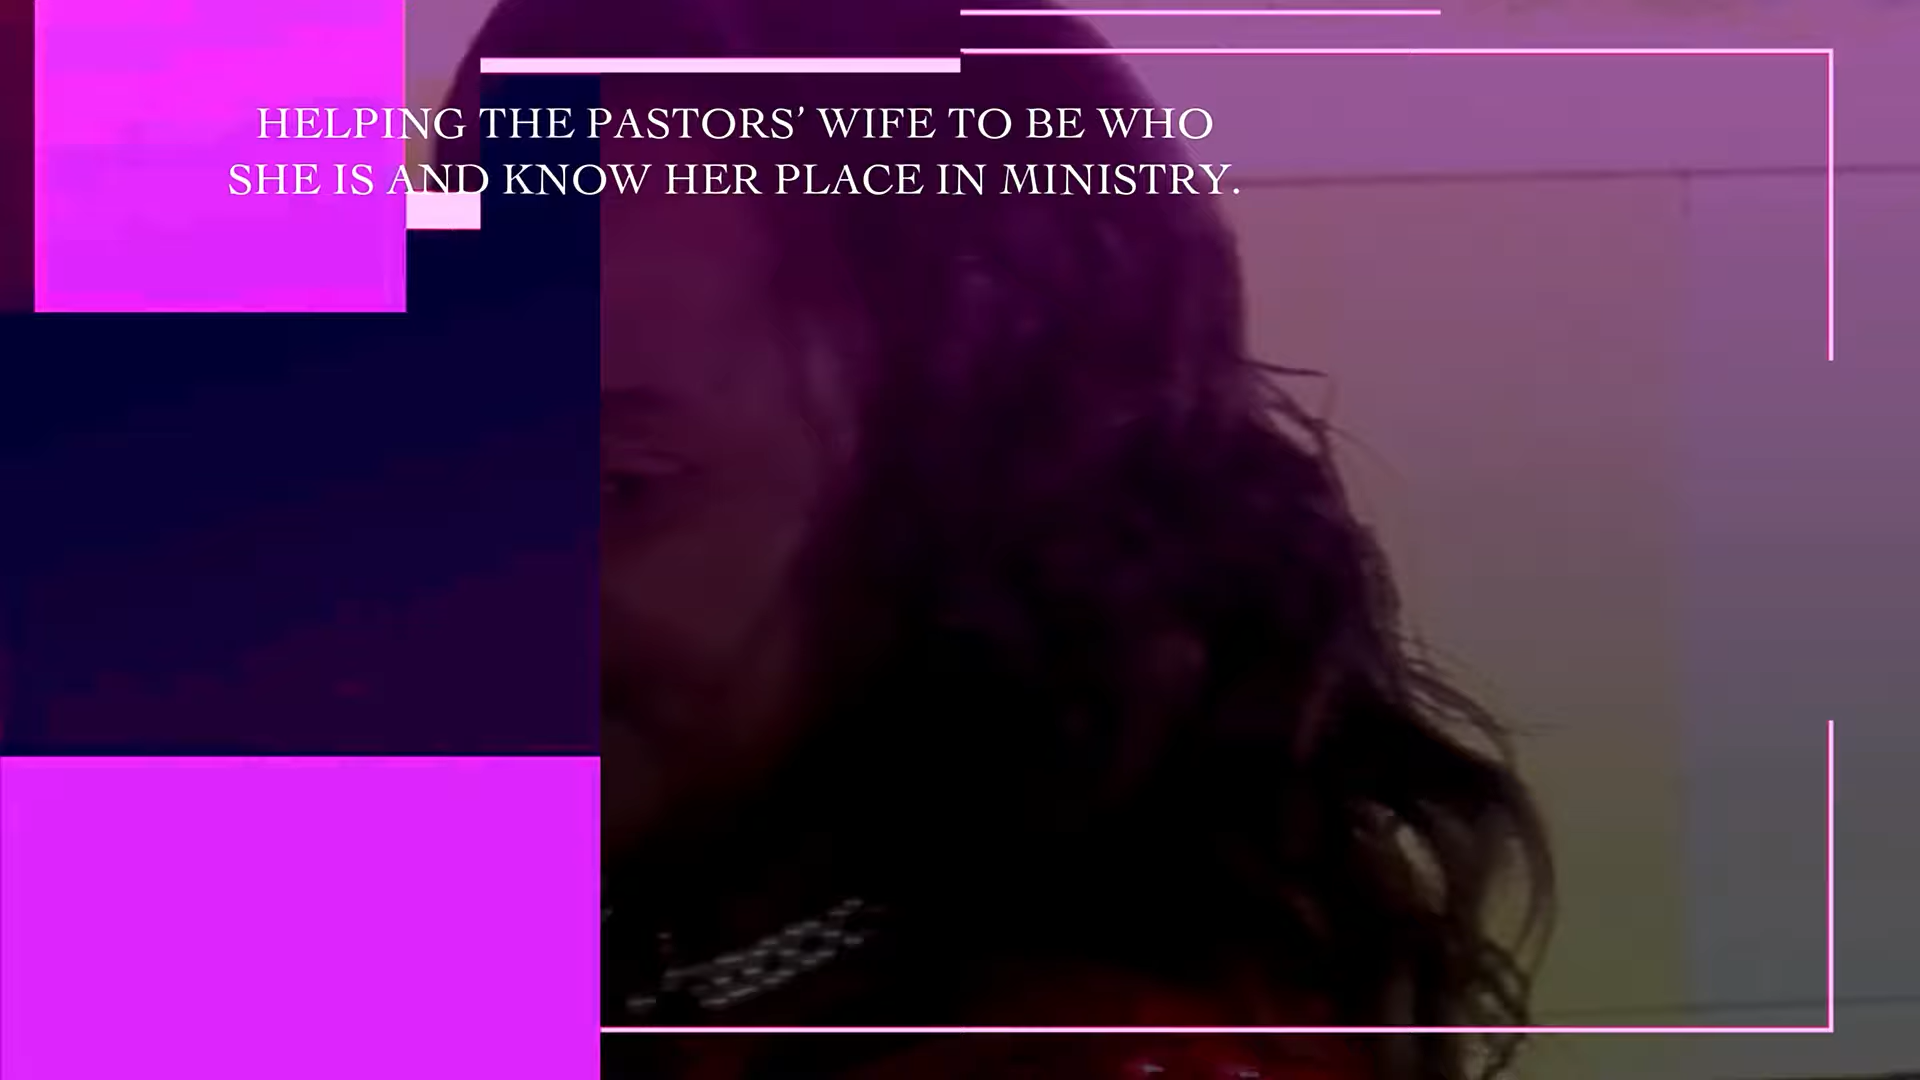 HELPING THE PASTORS’ WIFE TO BE WHO
SHE IS AND KNOW HER PLACE IN MINISTRY.